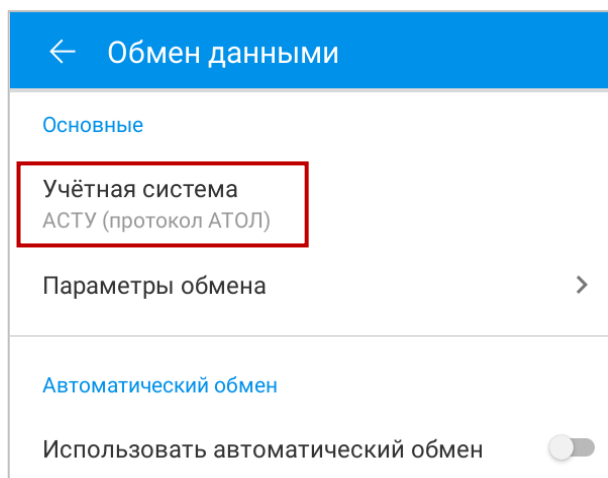 Обмен данными
Основные
Учётная система
АСТУ (протокол АТОЛ)
Параметры обмена
Автоматический обмен
Использовать автоматический обмен